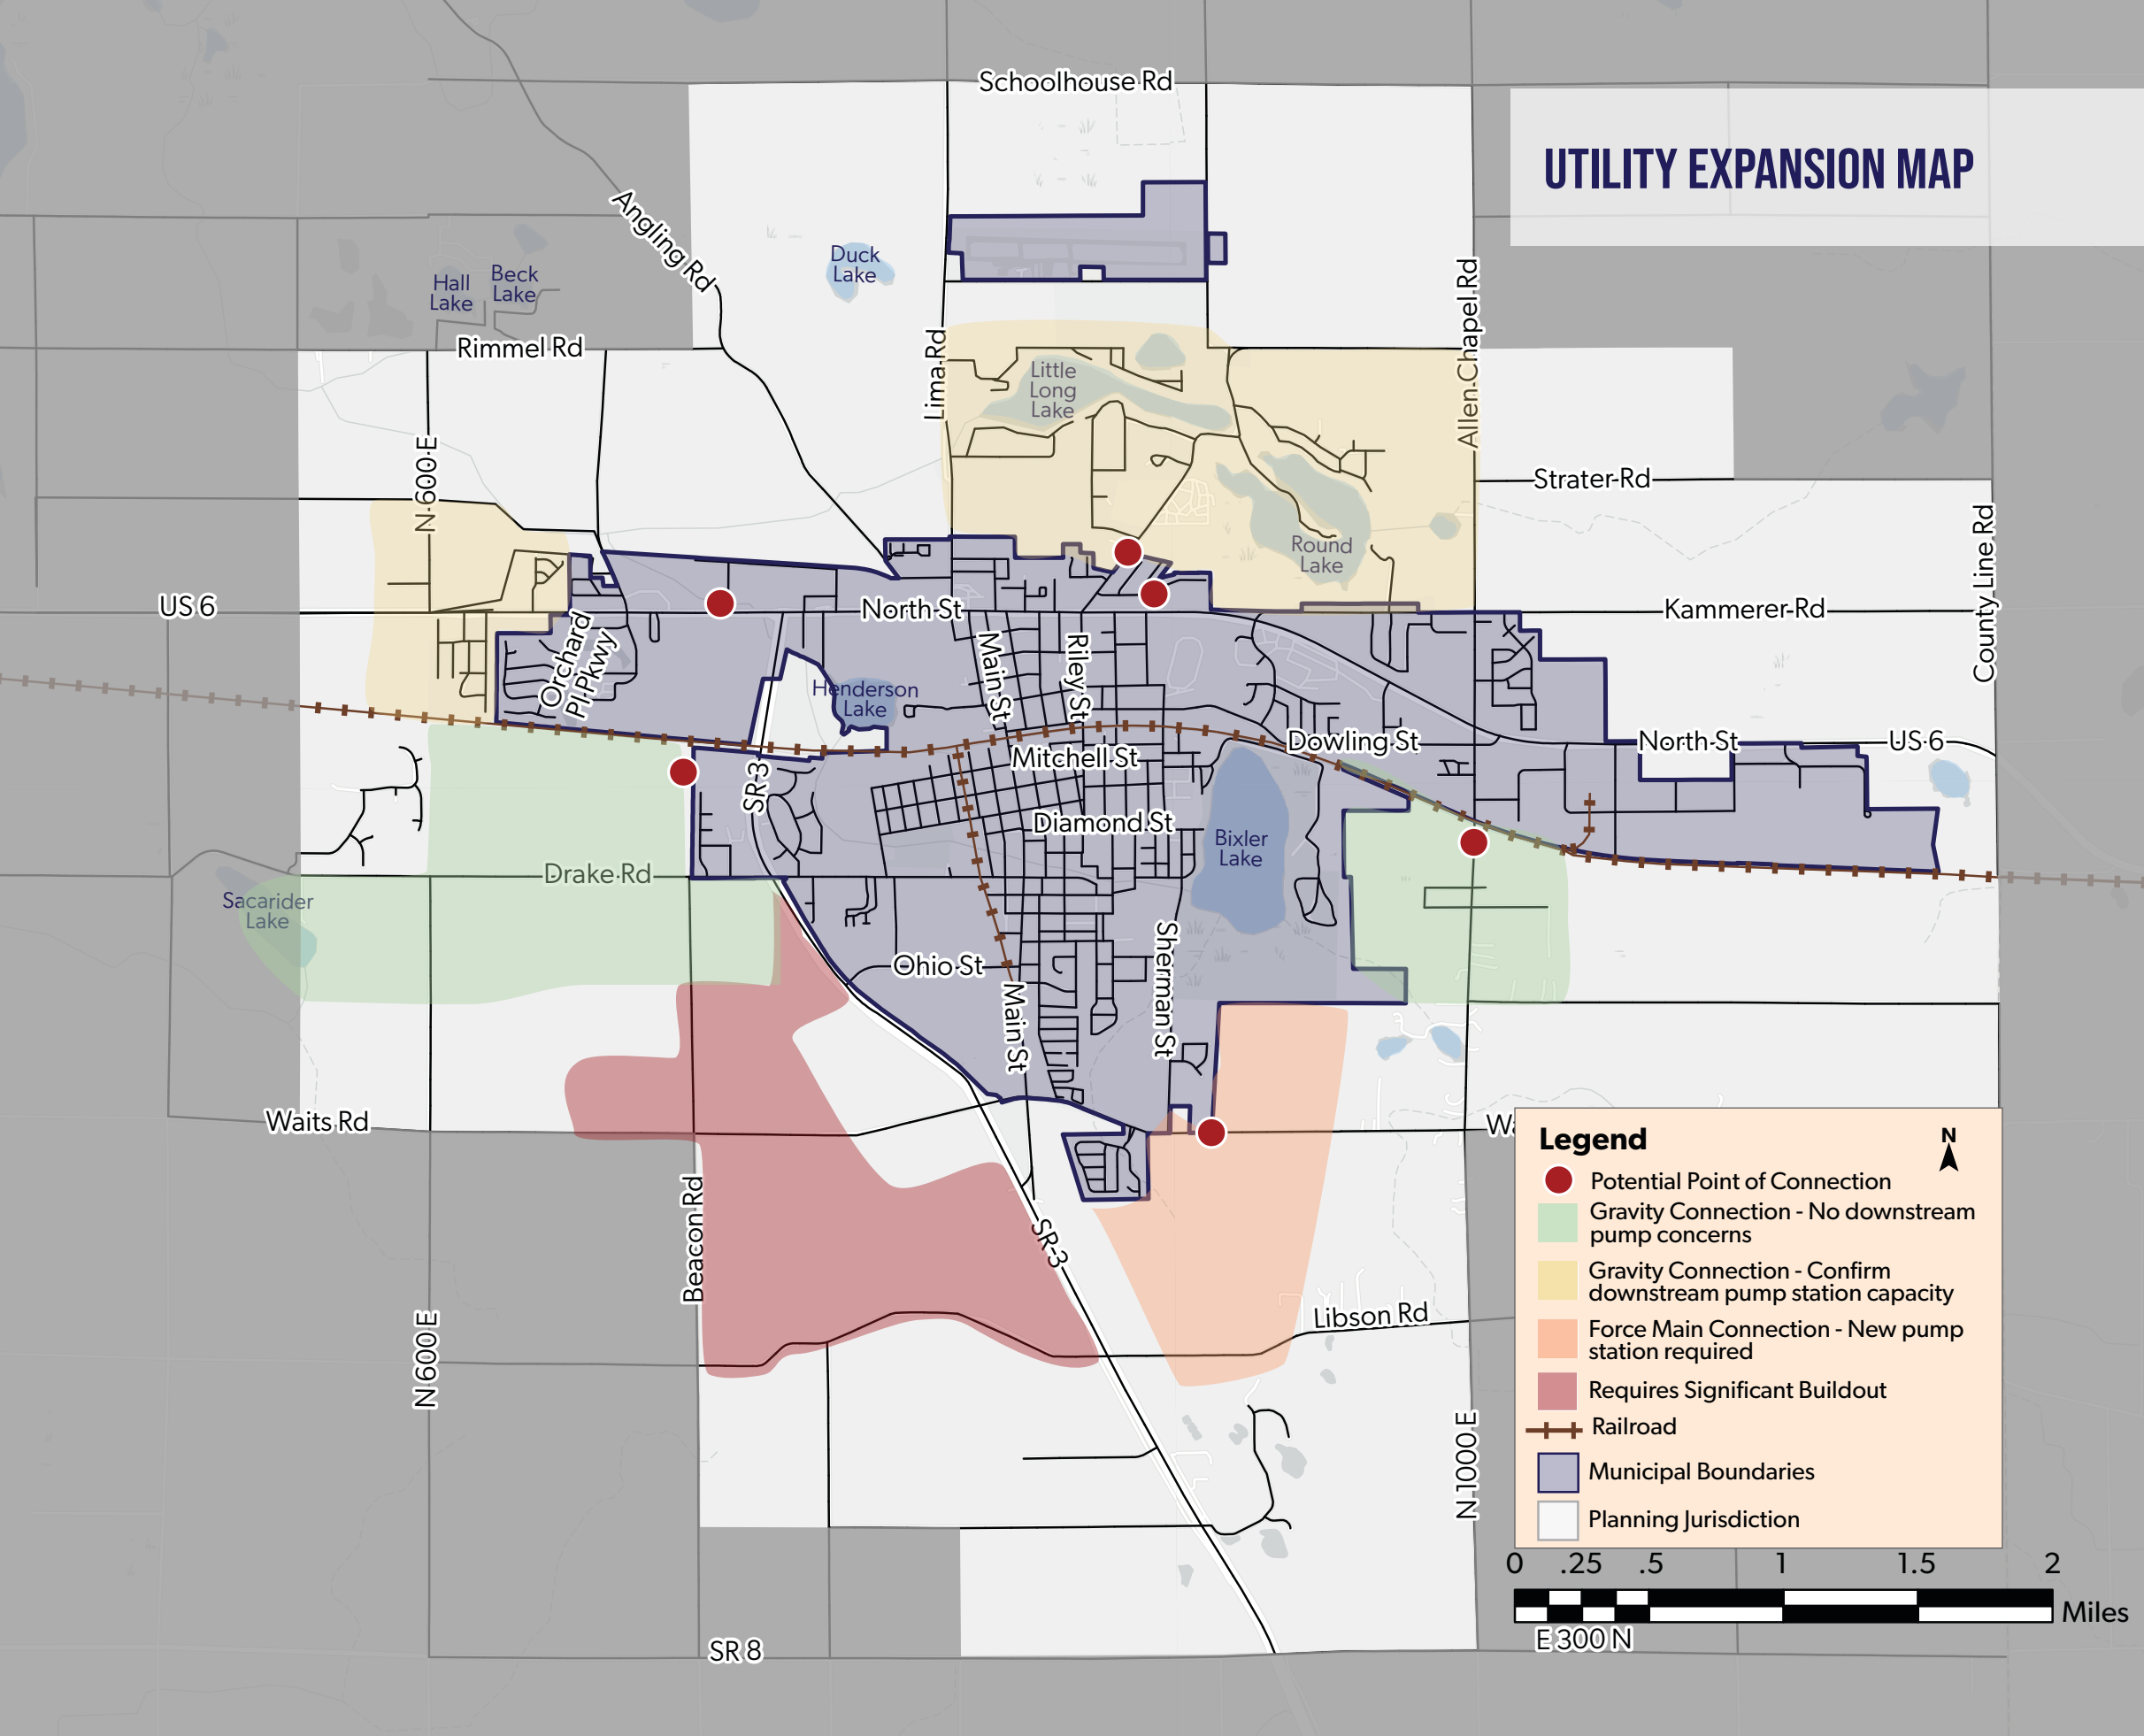 Schoolhouse Rd
UTILITY EXPANSION MAP
Angling Rd
Duck
Lake
Hall
Lake
Beck
Lake
Rimmel Rd
Lima Rd
Allen Chapel Rd
Little
Long
Lake
N 600 E
Strater Rd
Round
Lake
County Line Rd
US 6
North St
Kammerer Rd
Orchard
Pl Pkwy
Main St
Riley St
Henderson
Lake
Dowling St
North St
US 6
Mitchell St
SR-3
Diamond St
Bixler
Lake
Drake Rd
Sacarider
Lake
Ohio St
Sherman St
Main St
Waits Rd
Beacon Rd
SR-3
Libson Rd
N 600 E
N 1000 E
SR 8
E 300 N
Legend
N
Potential Point of Connection
Gravity Connection - No downstream
pump concerns
Gravity Connection - Confirm
downstream pump station capacity
Force Main Connection - New pump
station required
Requires Significant Buildout
Railroad
Municipal Boundaries
Planning Jurisdiction
0 .25 .5 1 1.5 2
Miles